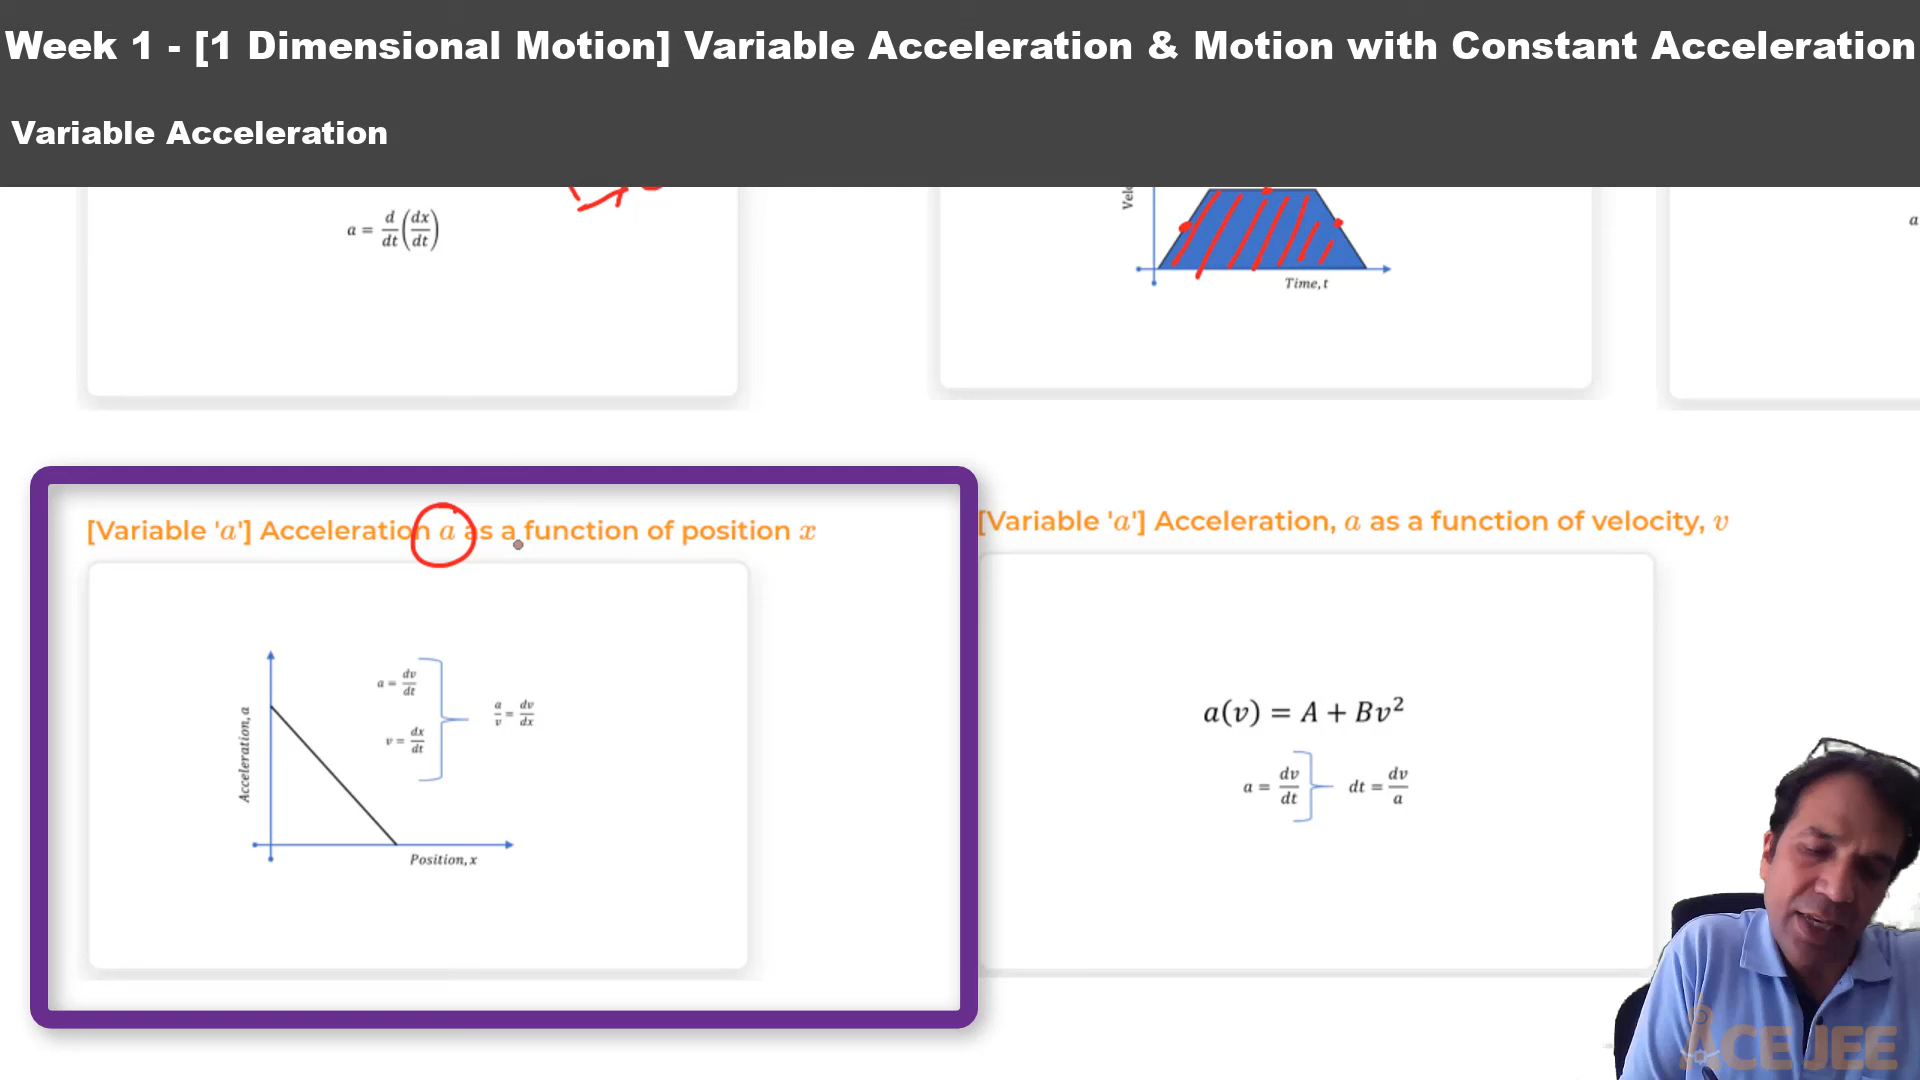 Week 1 - [1 Dimensional Motion] Variable Acceleration & Motion with Constant Acceleration
Variable Acceleration
a = d/dt (dx/dt)
Time, t
a
[Variable 'a'] Acceleration a as a function of position x
Acceleration, a
a = dv/dt
v = dx/dt
a/v = dv/dx
Position, x
[Variable 'a'] Acceleration, a as a function of velocity, v
a(v) = A + Bv²
a = dv/dt
dt = dv/a
ACEJEE